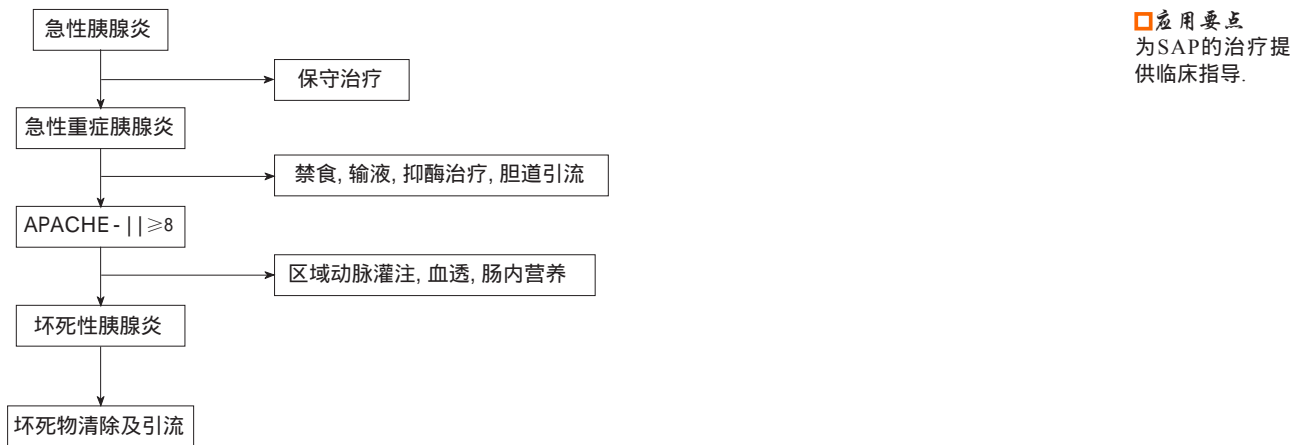 急性胰腺炎
保守治疗
急性重症胰腺炎
禁食, 输液, 抑酶治疗, 胆道引流
APACHE-||≥8
区域动脉灌注, 血透, 肠内营养
坏死性胰腺炎
坏死物清除及引流
应用要点
为SAP的治疗提
供临床指导.